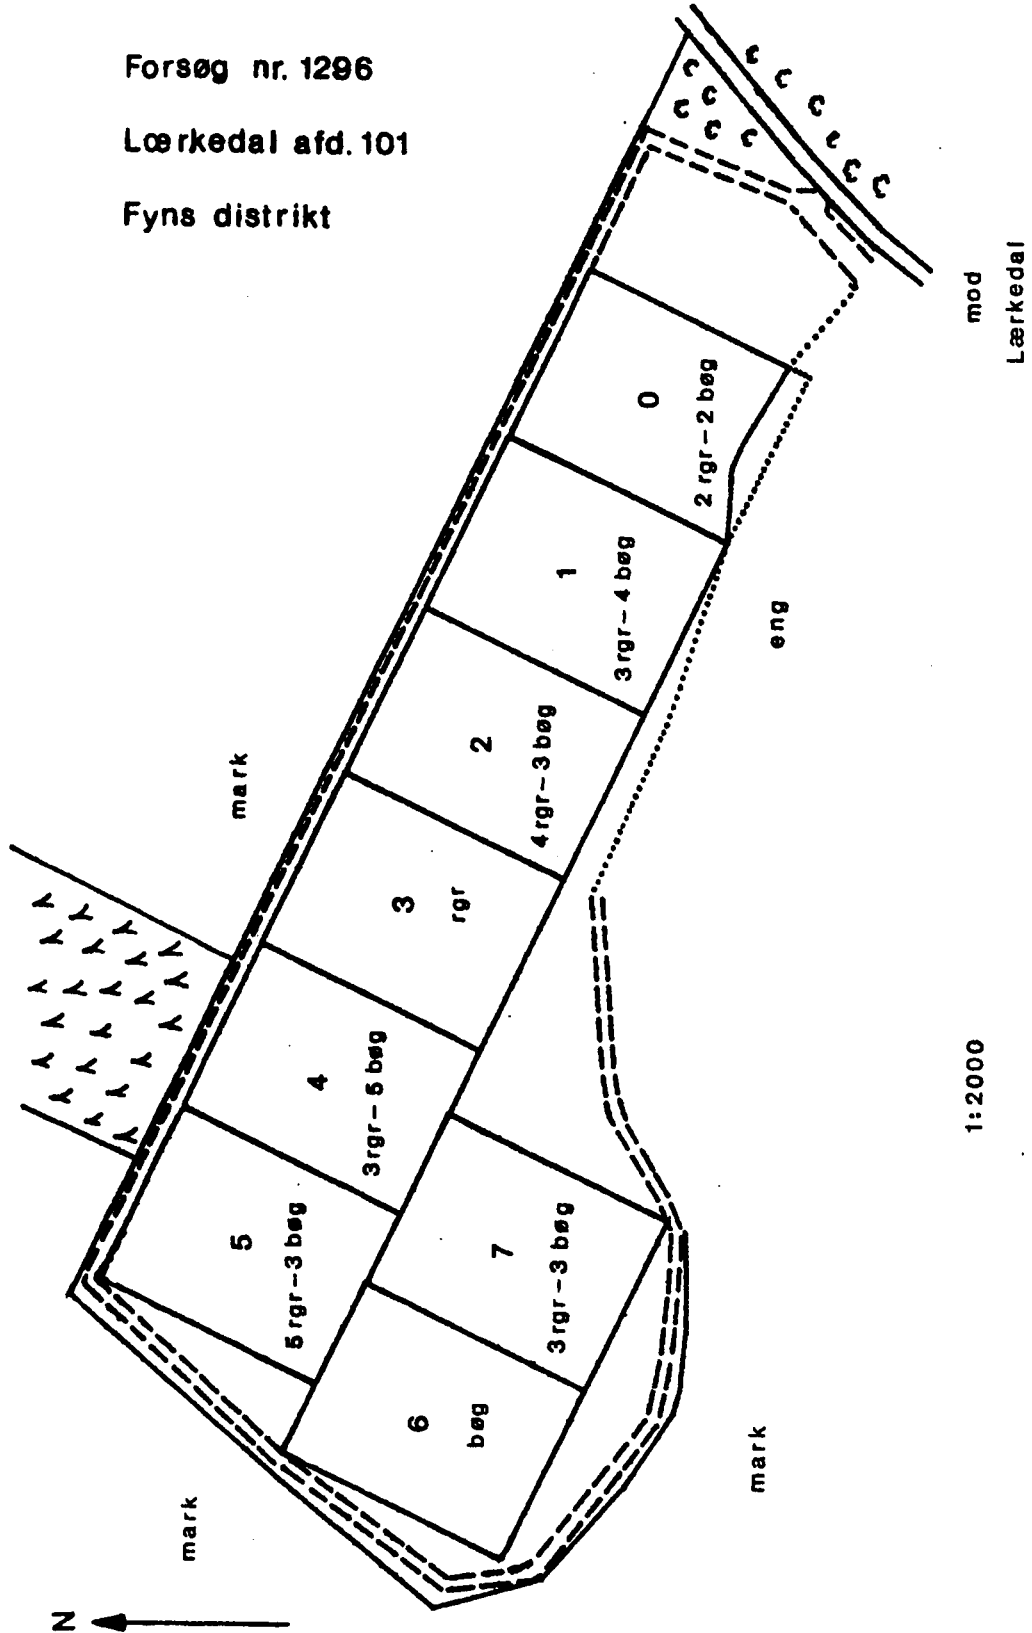 Forsøg nr. 1296
Lærkedal afd. 101
Fyns distrikt
N
mark
mark
5
5 rgr – 3 bøg
4
3 rgr – 5 bøg
3
rgr
2
4 rgr – 3 bøg
1
3 rgr – 4 bøg
0
2 rgr – 2 bøg
6
bøg
7
3 rgr – 3 bøg
eng
mark
mod
Lærkedal
1:2000